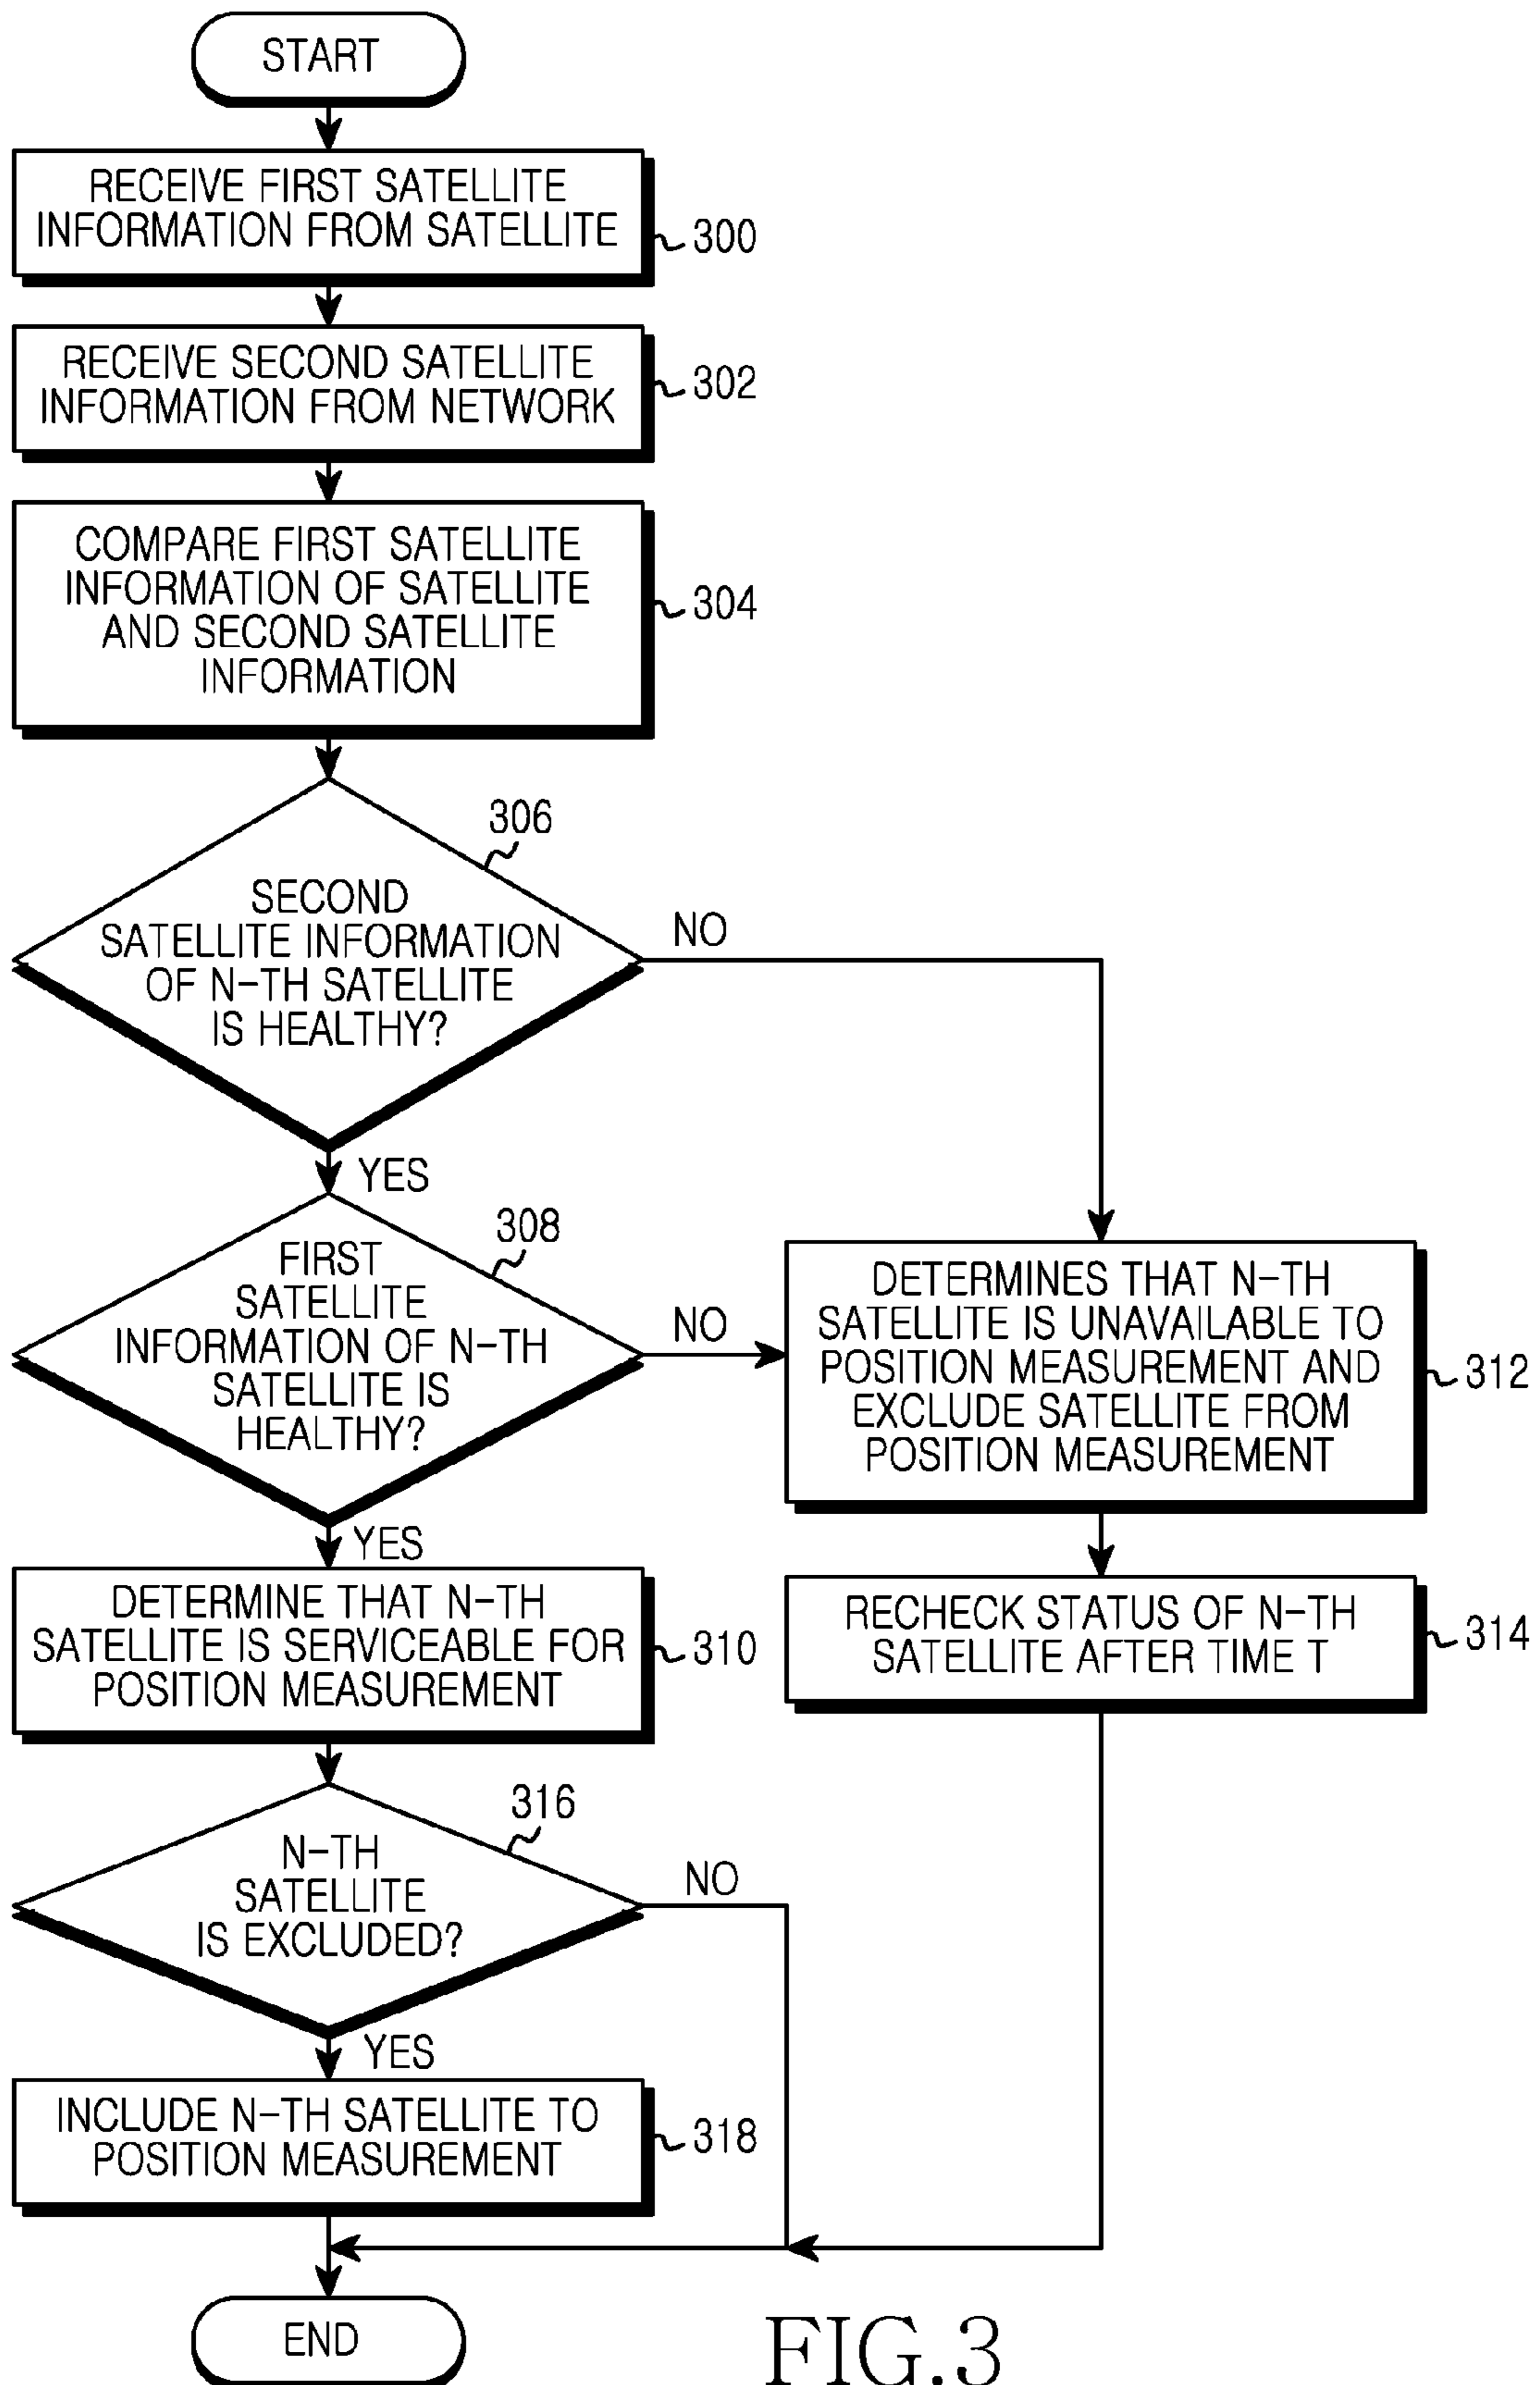 START
RECEIVE FIRST SATELLITE
INFORMATION FROM SATELLITE
300
RECEIVE SECOND SATELLITE
INFORMATION FROM NETWORK
302
COMPARE FIRST SATELLITE
INFORMATION OF SATELLITE
AND SECOND SATELLITE
INFORMATION
304
306
SECOND
SATELLITE INFORMATION
OF N-TH SATELLITE
IS HEALTHY?
NO
YES
308
FIRST
SATELLITE
INFORMATION OF N-TH
SATELLITE IS
HEALTHY?
NO
YES
DETERMINES THAT N-TH
SATELLITE IS UNAVAILABLE TO
POSITION MEASUREMENT AND
EXCLUDE SATELLITE FROM
POSITION MEASUREMENT
312
DETERMINE THAT N-TH
SATELLITE IS SERVICEABLE FOR
POSITION MEASUREMENT
310
RECHECK STATUS OF N-TH
SATELLITE AFTER TIME T
314
316
N-TH
SATELLITE
IS EXCLUDED?
NO
YES
INCLUDE N-TH SATELLITE TO
POSITION MEASUREMENT
318
END
FIG.3